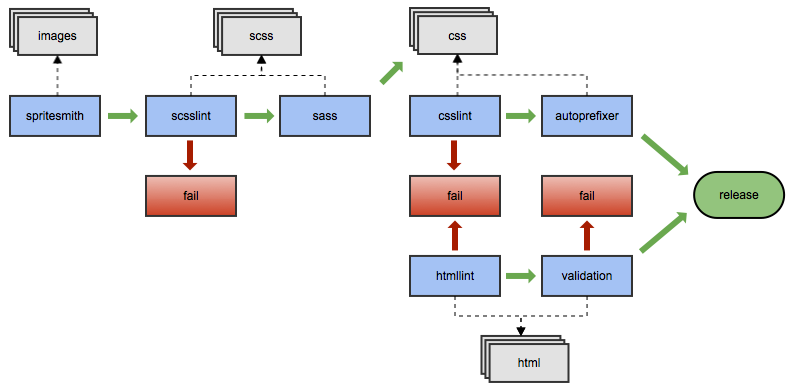 images
scss
css
spritesmith
scsslint
sass
csslint
autoprefixer
fail
fail
fail
release
htmllint
validation
html